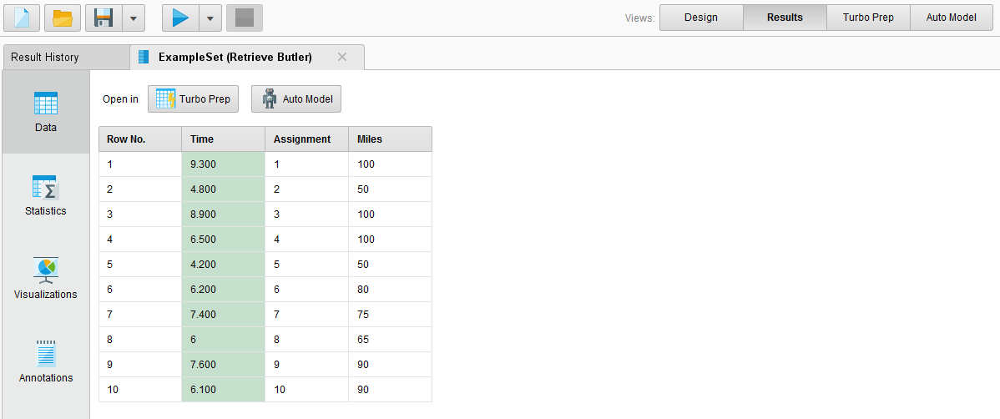 Views: Design Results Turbo Prep Auto Model
Result History ExampleSet (Retrieve Butler)
Open in Turbo Prep Auto Model
Data
Statistics
Visualizations
Annotations
Row No. Time Assignment Miles
1 9.300 1 100
2 4.800 2 50
3 8.900 3 100
4 6.500 4 100
5 4.200 5 50
6 6.200 6 80
7 7.400 7 75
8 6 8 65
9 7.600 9 90
10 6.100 10 90